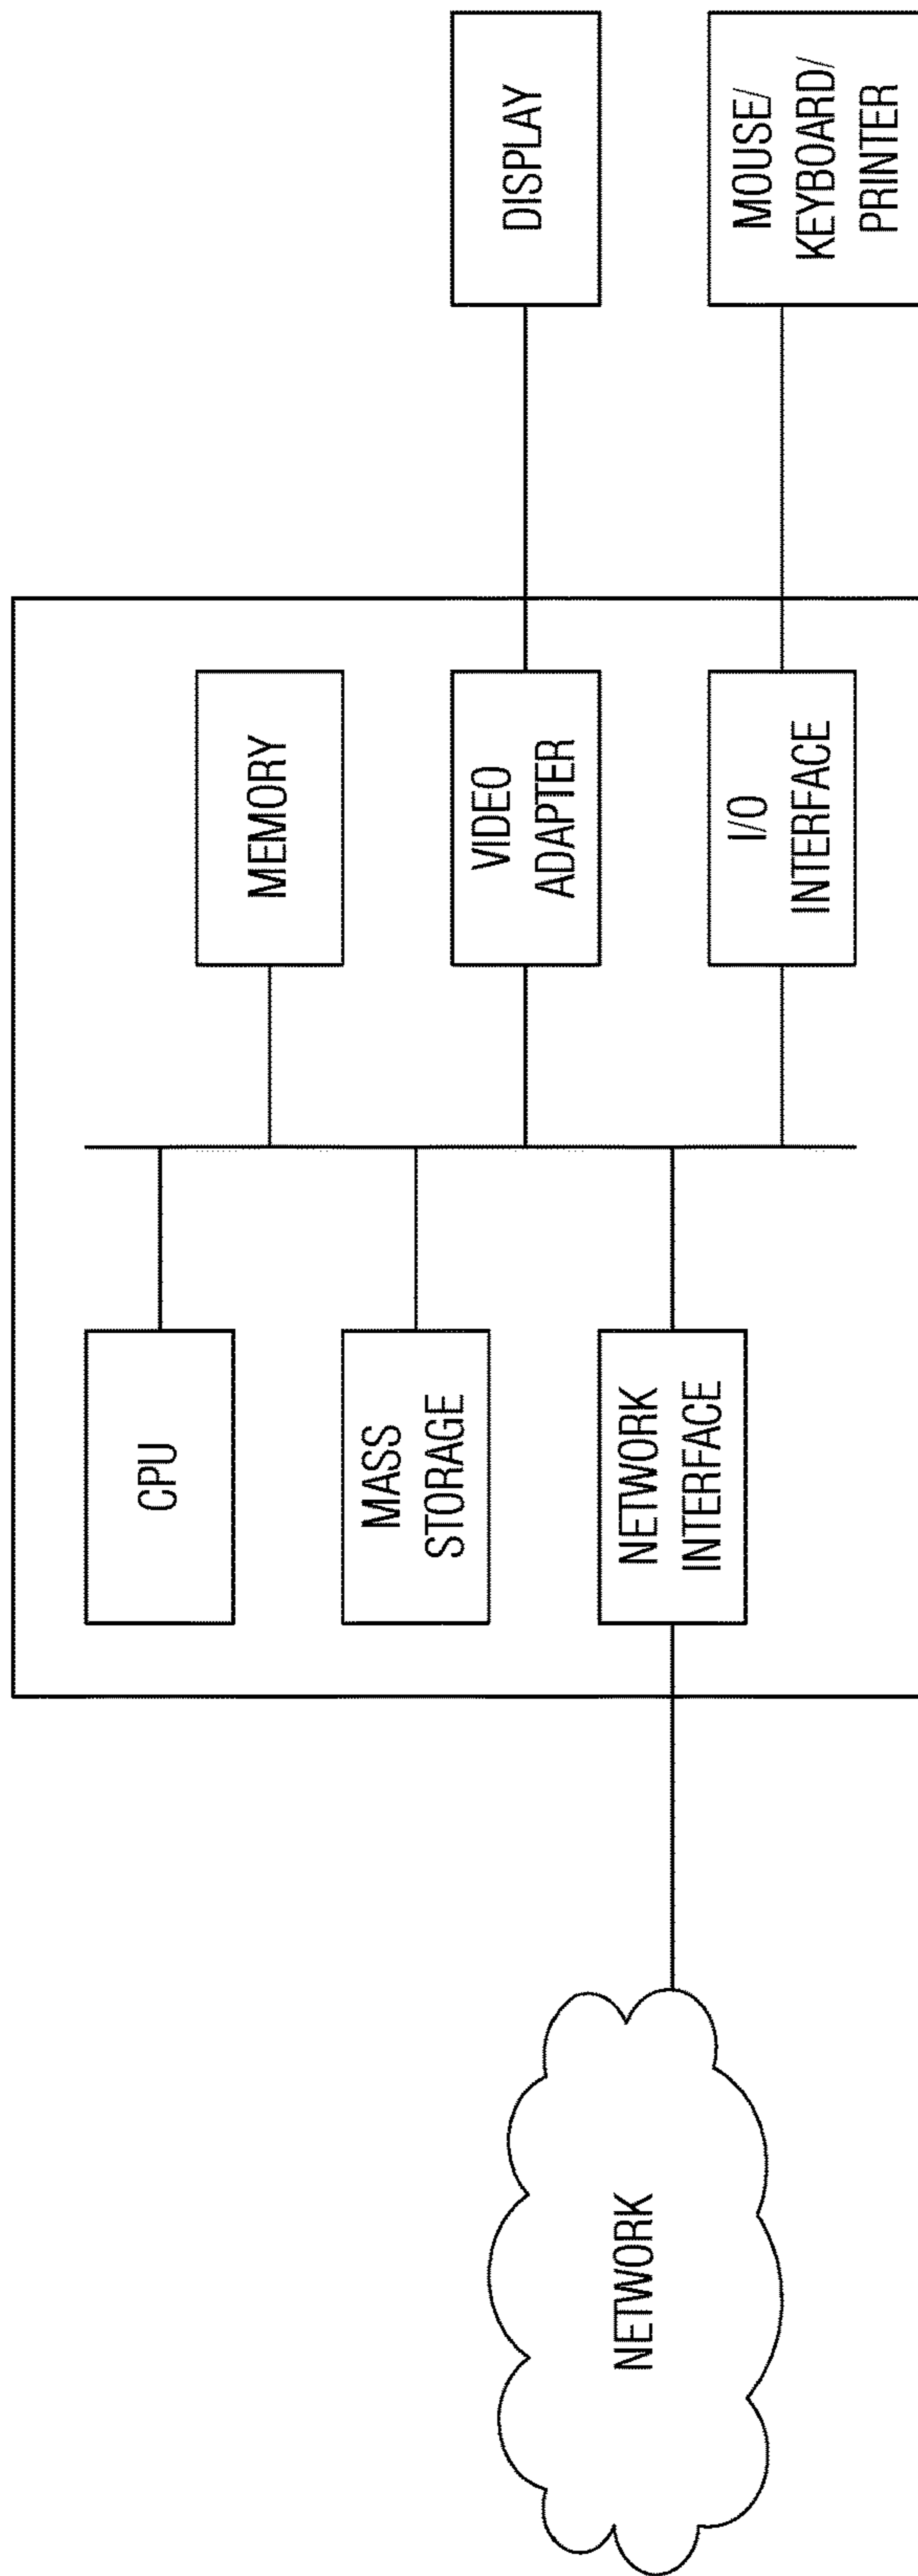 CPU
MEMORY
MASS
STORAGE
VIDEO
ADAPTER
DISPLAY
NETWORK
NETWORK
INTERFACE
I/O
INTERFACE
MOUSE/
KEYBOARD/
PRINTER